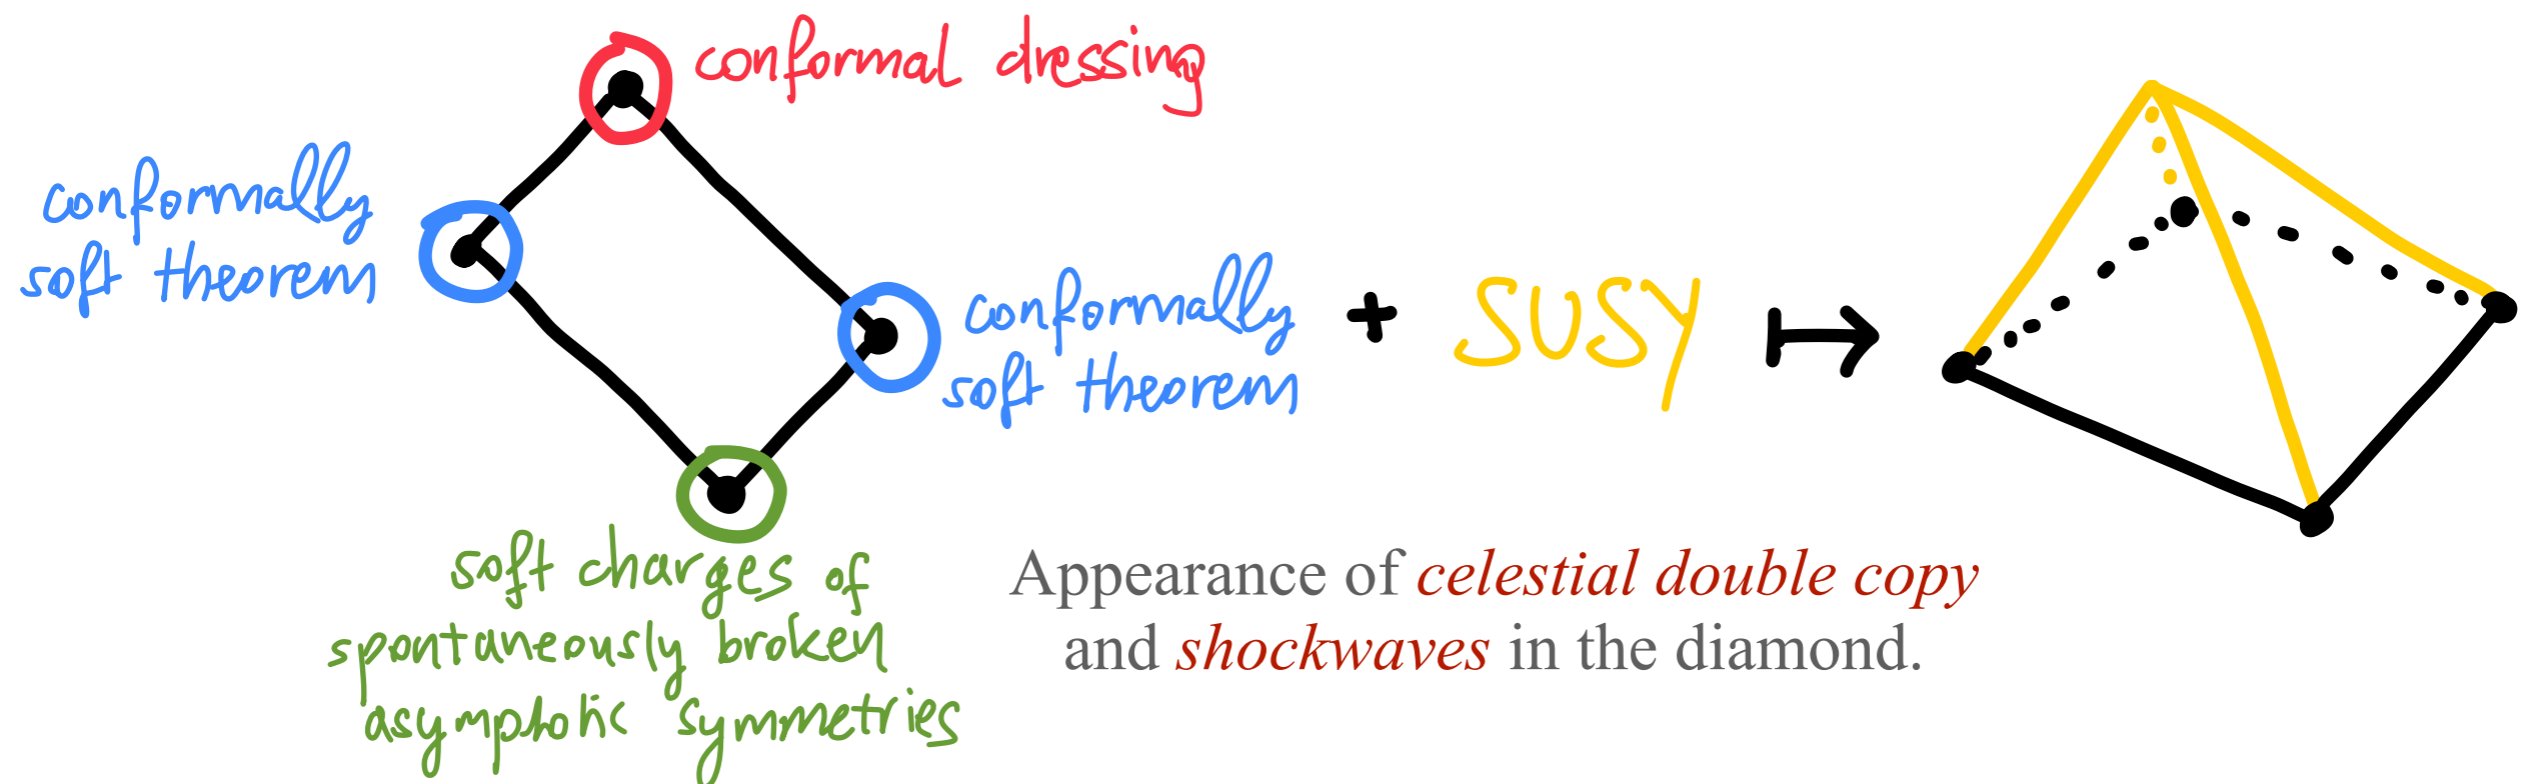 conformal dressing
conformally
soft theorem
conformally
soft theorem
+ SUSY ↦
soft charges of
spontaneously broken
asymptotic symmetries
Appearance of celestial double copy
and shockwaves in the diamond.